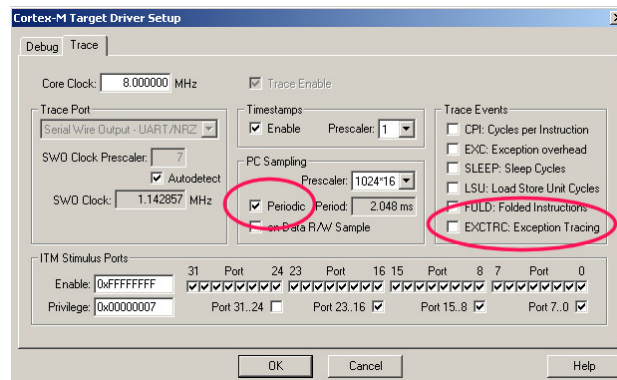 Cortex-M Target Driver Setup
Debug Trace
Core Clock: 8.000000 MHz
Trace Enable
Trace Port
Serial Wire Output - UART/NRZ
SWO Clock Prescaler: 7
Autodetect
SWO Clock: 1.142857 MHz
Timestamps
Enable Prescaler: 1
PC Sampling
Prescaler: 1024*16
Periodic Period: 2.048 ms
on Data R/W Sample
Trace Events
CPI: Cycles per Instruction
EXC: Exception overhead
SLEEP: Sleep Cycles
LSU: Load Store Unit Cycles
FOLD: Folded Instructions
EXCTRC: Exception Tracing
ITM Stimulus Ports
31 Port 24 23 Port 16 15 Port 8 7 Port 0
Enable: 0xFFFFFFFF
Privilege: 0x00000007 Port 31..24 Port 23..16 Port 15..8 Port 7..0
OK Cancel Help